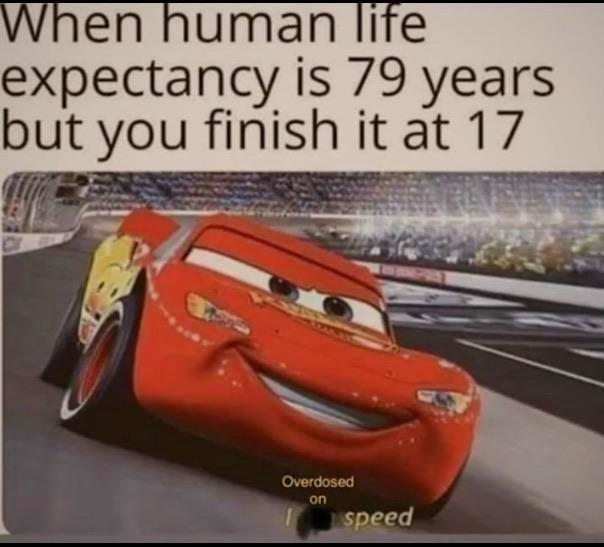 When human life
expectancy is 79 years
but you finish it at 17
Overdosed
on
I speed